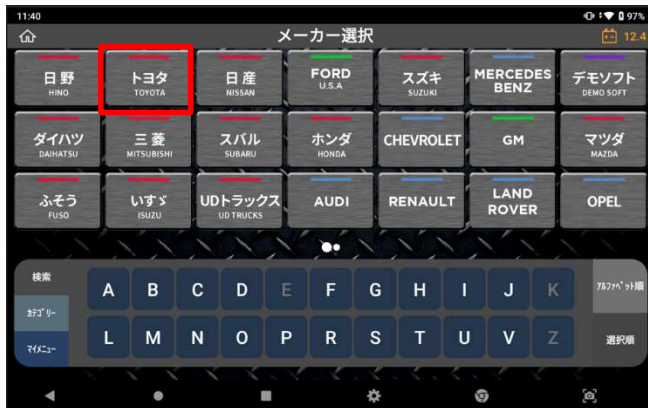 11:40
97%
メーカー選択
12.4
日野
HINO
トヨタ
TOYOTA
日産
NISSAN
FORD
U.S.A
スズキ
SUZUKI
MERCEDES
BENZ
デモソフト
DEMO SOFT
ダイハツ
DAIHATSU
三菱
MITSUBISHI
スバル
SUBARU
ホンダ
HONDA
CHEVROLET
GM
マツダ
MAZDA
ふそう
FUSO
いすゞ
ISUZU
UDトラックス
UD TRUCKS
AUDI
RENAULT
LAND
ROVER
OPEL
検索
A B C D E F G H I J K
ｱﾙﾌｧﾍﾞｯﾄ順
ｶﾃｺﾞﾘｰ
L M N O P R S T U V Z
選択順
ﾏｲﾒﾆｭｰ